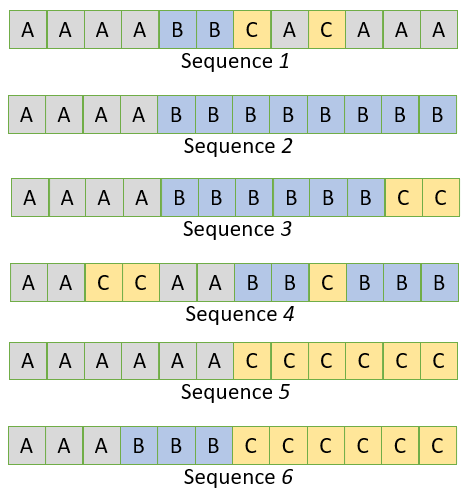 A A A A B B C A C A A A
Sequence 1
A A A A B B B B B B B B
Sequence 2
A A A A B B B B B B C C
Sequence 3
A A C C A A B B C B B B
Sequence 4
A A A A A A C C C C C C
Sequence 5
A A A B B B C C C C C C
Sequence 6